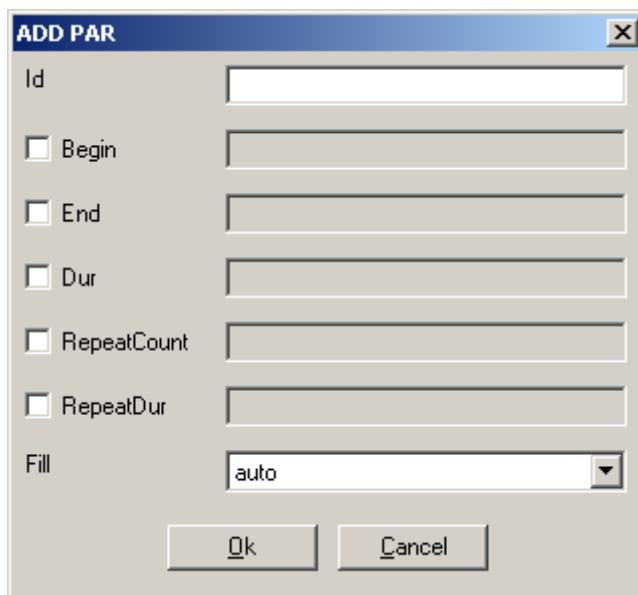 ADD PAR
Id
Begin
End
Dur
RepeatCount
RepeatDur
Fill auto
Ok Cancel